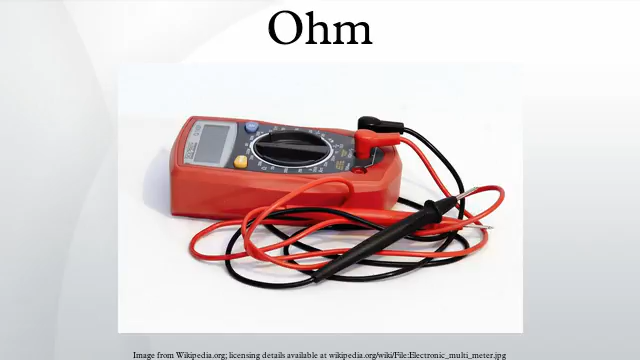 Ohm
Image from Wikipedia.org; licensing details available at wikipedia.org/wiki/File:Electronic_multi_meter.jpg